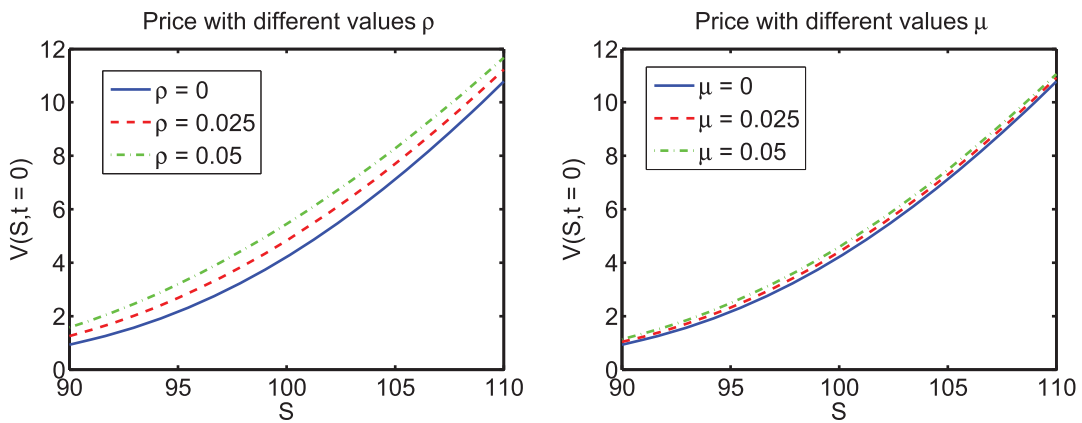 Price with different values ρ
12
10
8
6
4
2
0
V(S,t = 0)
ρ = 0
ρ = 0.025
ρ = 0.05
90
95
100
105
110
S
Price with different values μ
12
10
8
6
4
2
0
V(S,t = 0)
μ = 0
μ = 0.025
μ = 0.05
90
95
100
105
110
S